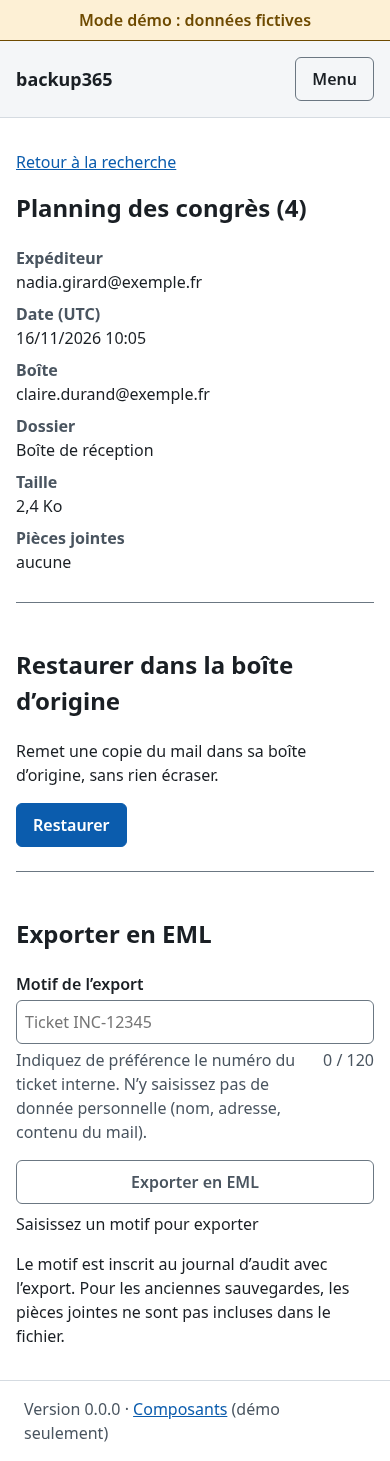 Mode démo : données fictives
backup365
Menu
Retour à la recherche
Planning des congrès (4)
Expéditeur
nadia.girard@exemple.fr
Date (UTC)
16/11/2026 10:05
Boîte
claire.durand@exemple.fr
Dossier
Boîte de réception
Taille
2,4 Ko
Pièces jointes
aucune
Restaurer dans la boîte
d’origine
Remet une copie du mail dans sa boîte
d’origine, sans rien écraser.
Restaurer
Exporter en EML
Motif de l’export
Ticket INC-12345
Indiquez de préférence le numéro du 0 / 120
ticket interne. N’y saisissez pas de
donnée personnelle (nom, adresse,
contenu du mail).
Exporter en EML
Saisissez un motif pour exporter
Le motif est inscrit au journal d’audit avec
l’export. Pour les anciennes sauvegardes, les
pièces jointes ne sont pas incluses dans le
fichier.
Version 0.0.0 · Composants (démo
seulement)